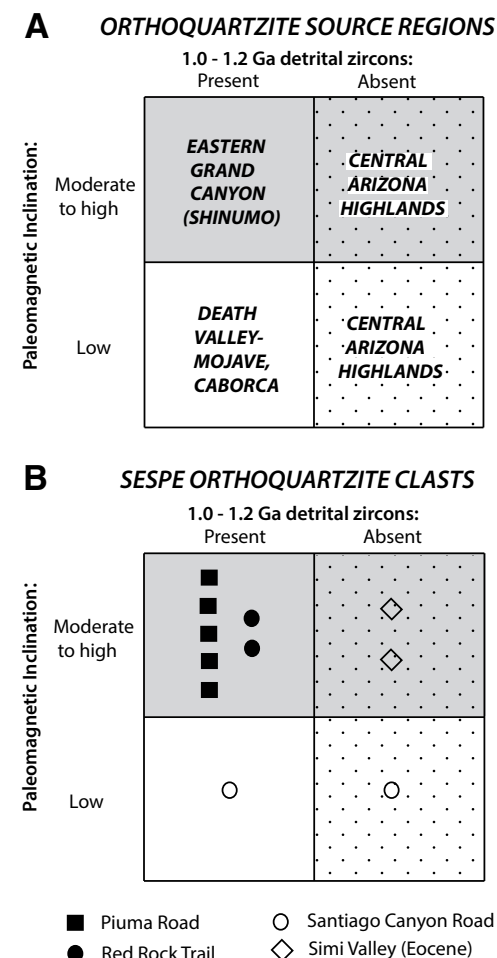 A
ORTHOQUARTZITE SOURCE REGIONS
1.0 - 1.2 Ga detrital zircons:
Present
Absent
Paleomagnetic Inclination:
Moderate
to high
EASTERN
GRAND
CANYON
(SHINUMO)
CENTRAL
ARIZONA
HIGHLANDS
Low
DEATH
VALLEY-
MOJAVE,
CABORCA
CENTRAL
ARIZONA
HIGHLANDS
B
SESPE ORTHOQUARTZITE CLASTS
1.0 - 1.2 Ga detrital zircons:
Present
Absent
Paleomagnetic Inclination:
Moderate
to high
Low
Piuma Road
Santiago Canyon Road
Red Rock Trail
Simi Valley (Eocene)